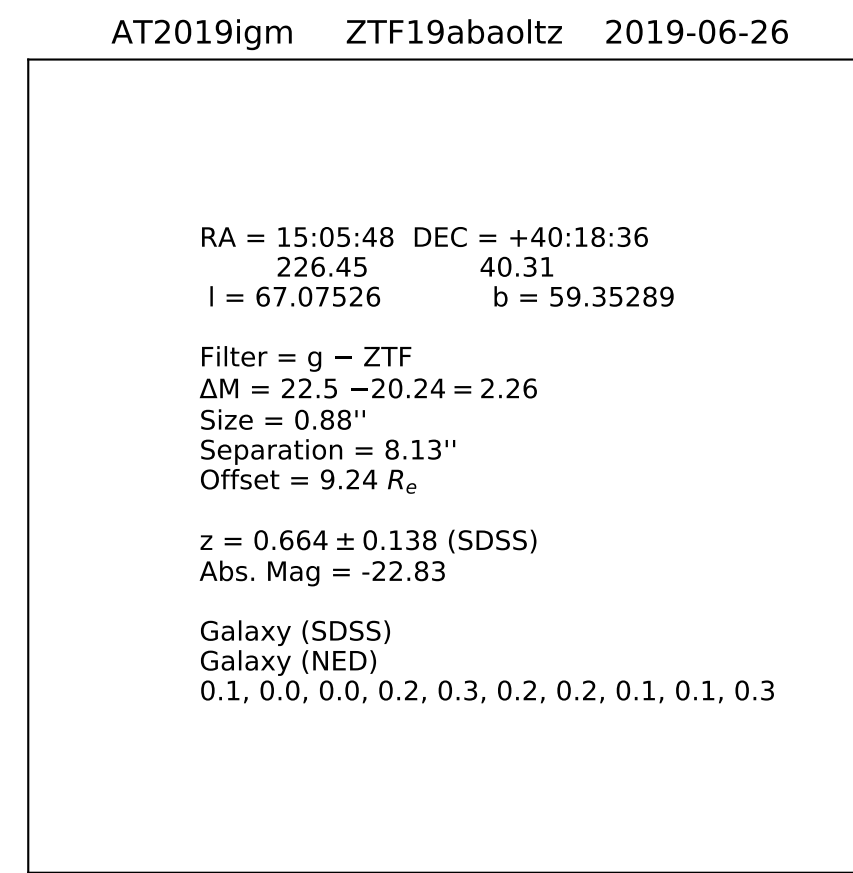 AT2019igm ZTF19abaoltz 2019-06-26
RA = 15:05:48 DEC = +40:18:36
226.45 40.31
l = 67.07526 b = 59.35289
Filter = g − ZTF
ΔM = 22.5 −20.24 = 2.26
Size = 0.88''
Separation = 8.13''
Offset = 9.24 Re
z = 0.664 ± 0.138 (SDSS)
Abs. Mag = -22.83
Galaxy (SDSS)
Galaxy (NED)
0.1, 0.0, 0.0, 0.2, 0.3, 0.2, 0.2, 0.1, 0.1, 0.3